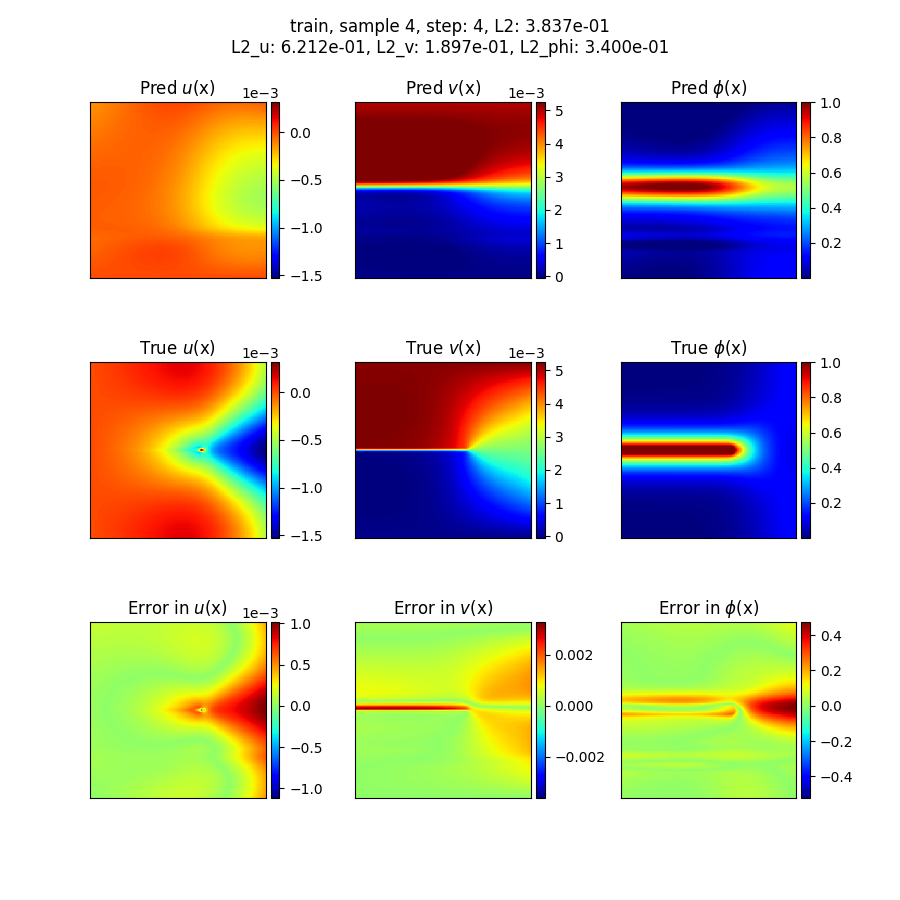 train, sample 4, step: 4, L2: 3.837e-01
L2_u: 6.212e-01, L2_v: 1.897e-01, L2_phi: 3.400e-01
Pred u(x)
1e−3
0.0
−0.5
−1.0
−1.5
Pred v(x)
1e−3
5
4
3
2
1
0
Pred ϕ(x)
1.0
0.8
0.6
0.4
0.2
True u(x)
1e−3
0.0
−0.5
−1.0
−1.5
True v(x)
1e−3
5
4
3
2
1
0
True ϕ(x)
1.0
0.8
0.6
0.4
0.2
Error in u(x)
1e−3
1.0
0.5
0.0
−0.5
−1.0
Error in v(x)
0.002
0.000
−0.002
Error in ϕ(x)
0.4
0.2
0.0
−0.2
−0.4